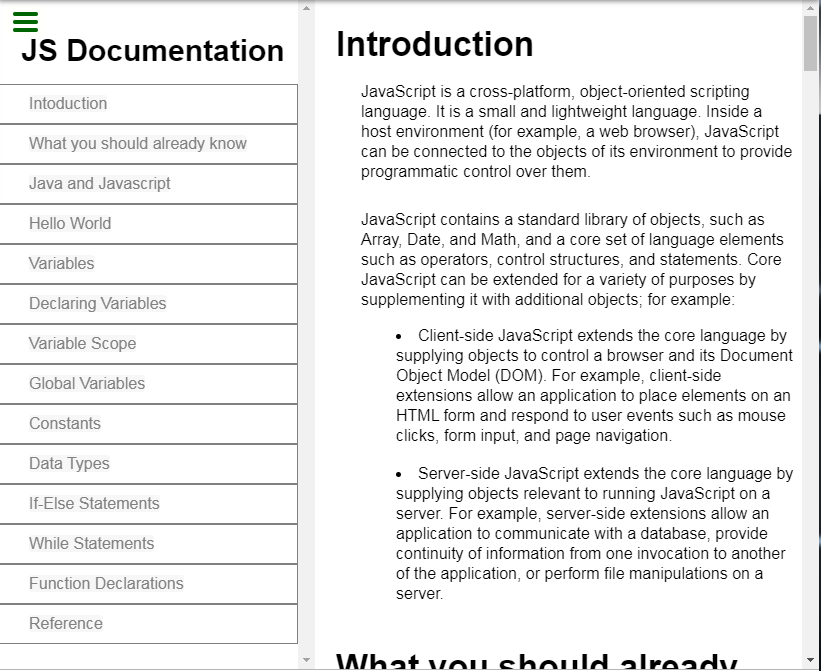 JS Documentation
Intoduction
What you should already know
Java and Javascript
Hello World
Variables
Declaring Variables
Variable Scope
Global Variables
Constants
Data Types
If-Else Statements
While Statements
Function Declarations
Reference
Introduction
JavaScript is a cross-platform, object-oriented scripting
language. It is a small and lightweight language. Inside a
host environment (for example, a web browser), JavaScript
can be connected to the objects of its environment to provide
programmatic control over them.
JavaScript contains a standard library of objects, such as
Array, Date, and Math, and a core set of language elements
such as operators, control structures, and statements. Core
JavaScript can be extended for a variety of purposes by
supplementing it with additional objects; for example:
• Client-side JavaScript extends the core language by
supplying objects to control a browser and its Document
Object Model (DOM). For example, client-side
extensions allow an application to place elements on an
HTML form and respond to user events such as mouse
clicks, form input, and page navigation.
• Server-side JavaScript extends the core language by
supplying objects relevant to running JavaScript on a
server. For example, server-side extensions allow an
application to communicate with a database, provide
continuity of information from one invocation to another
of the application, or perform file manipulations on a
server.
What you should already